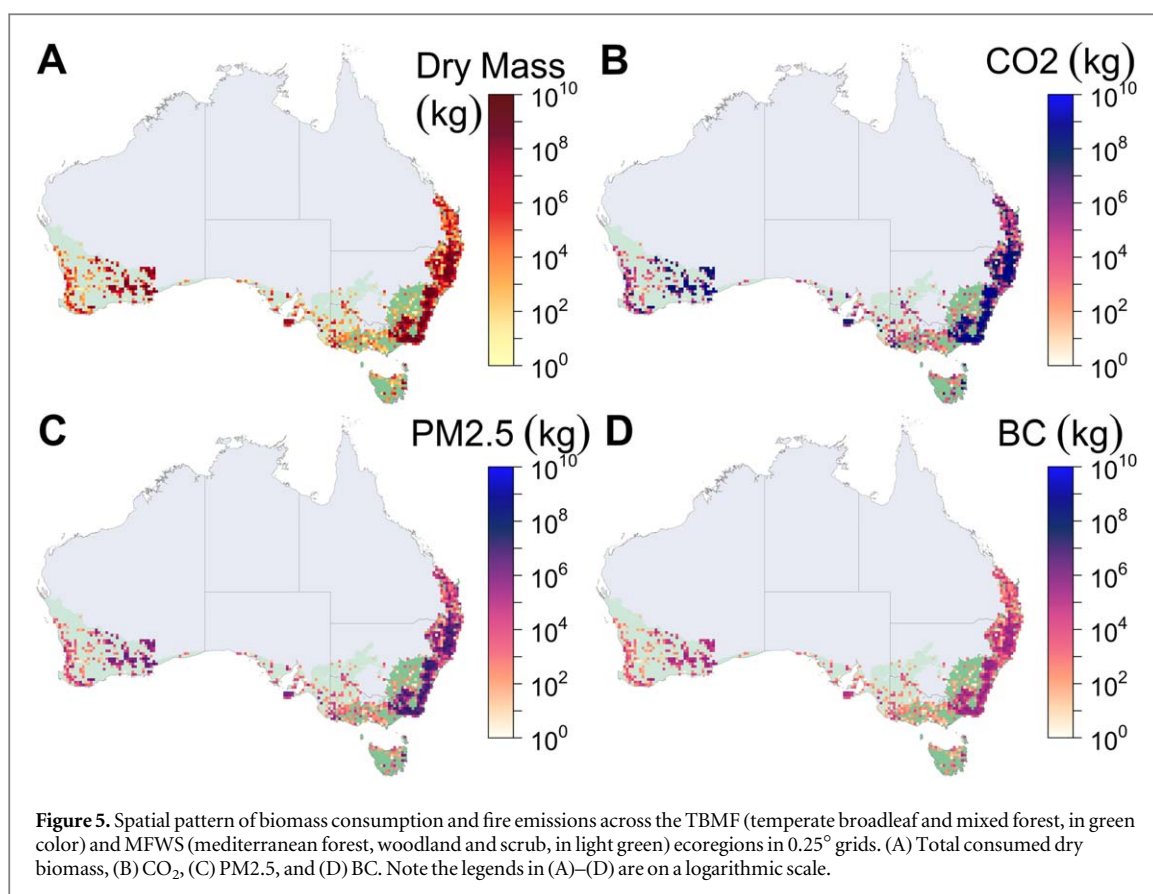 A
Dry Mass
(kg)
10^10
10^8
10^6
10^4
10^2
10^0
B
CO2 (kg)
10^10
10^8
10^6
10^4
10^2
10^0
C
PM2.5 (kg)
10^10
10^8
10^6
10^4
10^2
10^0
D
BC (kg)
10^10
10^8
10^6
10^4
10^2
10^0
Figure 5. Spatial pattern of biomass consumption and fire emissions across the TBMF (temperate broadleaf and mixed forest, in green
color) and MFWS (mediterranean forest, woodland and scrub, in light green) ecoregions in 0.25° grids. (A) Total consumed dry
biomass, (B) CO₂, (C) PM2.5, and (D) BC. Note the legends in (A)–(D) are on a logarithmic scale.